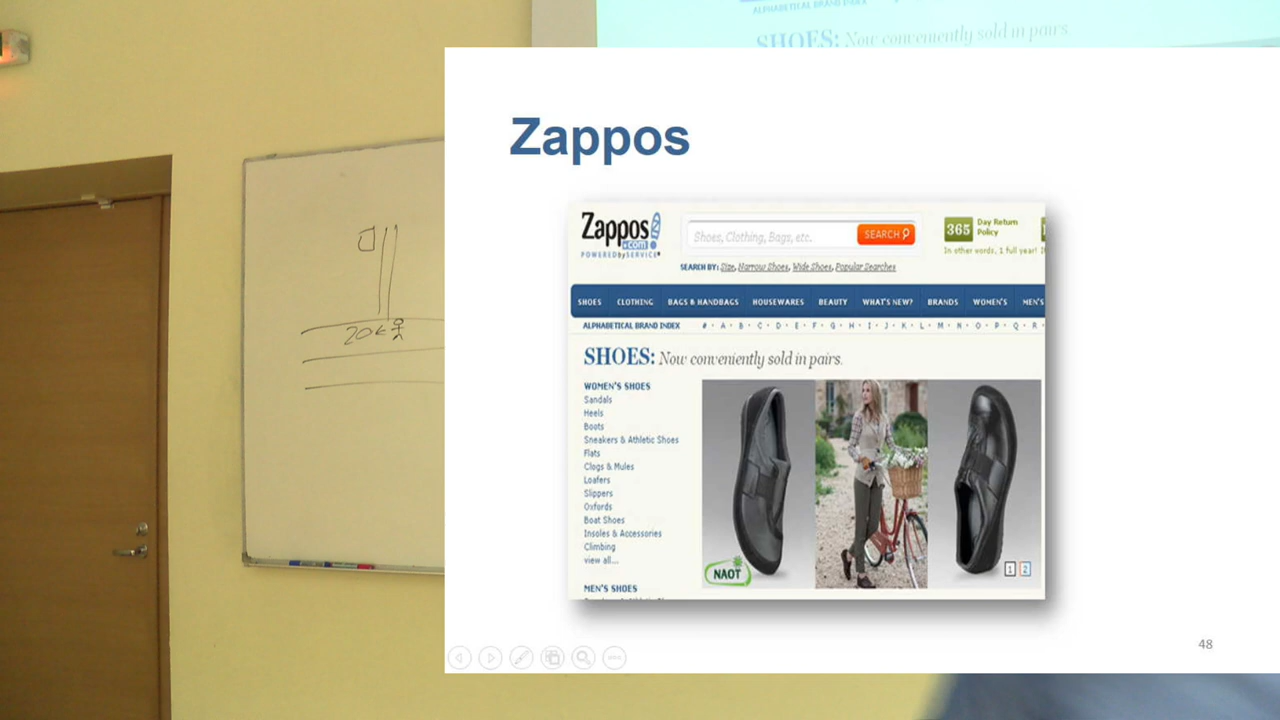 ALPHABETICAL BRAND INDEX
SHOES: Now conveniently sold in pairs
Zappos
Zappos
.com
POWERED by SERVICE
Shoes, Clothing, Bags, etc.
SEARCH
365 Day Return Policy
In other words, 1 full year!
SEARCH BY: Size, Narrow Shoes, Wide Shoes, Popular Searches
SHOES CLOTHING BAGS & HANDBAGS HOUSEWARES BEAUTY WHAT'S NEW? BRANDS WOMEN'S MEN'S
ALPHABETICAL BRAND INDEX # · A · B · C · D · E · F · G · H · I · J · K · L · M · N · O · P · Q · R ·
SHOES: Now conveniently sold in pairs.
WOMEN'S SHOES
Sandals
Heels
Boots
Sneakers & Athletic Shoes
Flats
Clogs & Mules
Loafers
Slippers
Oxfords
Boat Shoes
Insoles & Accessories
Climbing
view all...
MEN'S SHOES
NAOT
1 2
48
20€